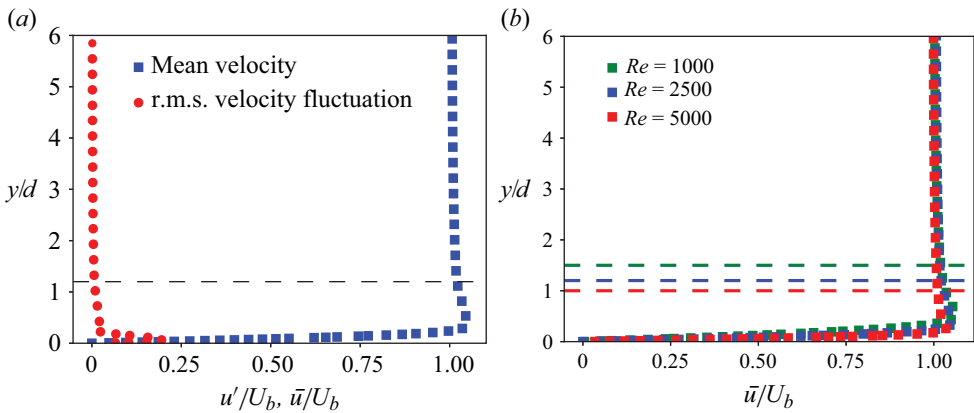 (a)
6
5
4
3
2
1
0
y/d
Mean velocity
r.m.s. velocity fluctuation
0 0.25 0.50 0.75 1.00
u′/U_b, ū/U_b
(b)
6
5
4
3
2
1
0
y/d
Re = 1000
Re = 2500
Re = 5000
0 0.25 0.50 0.75 1.00
ū/U_b